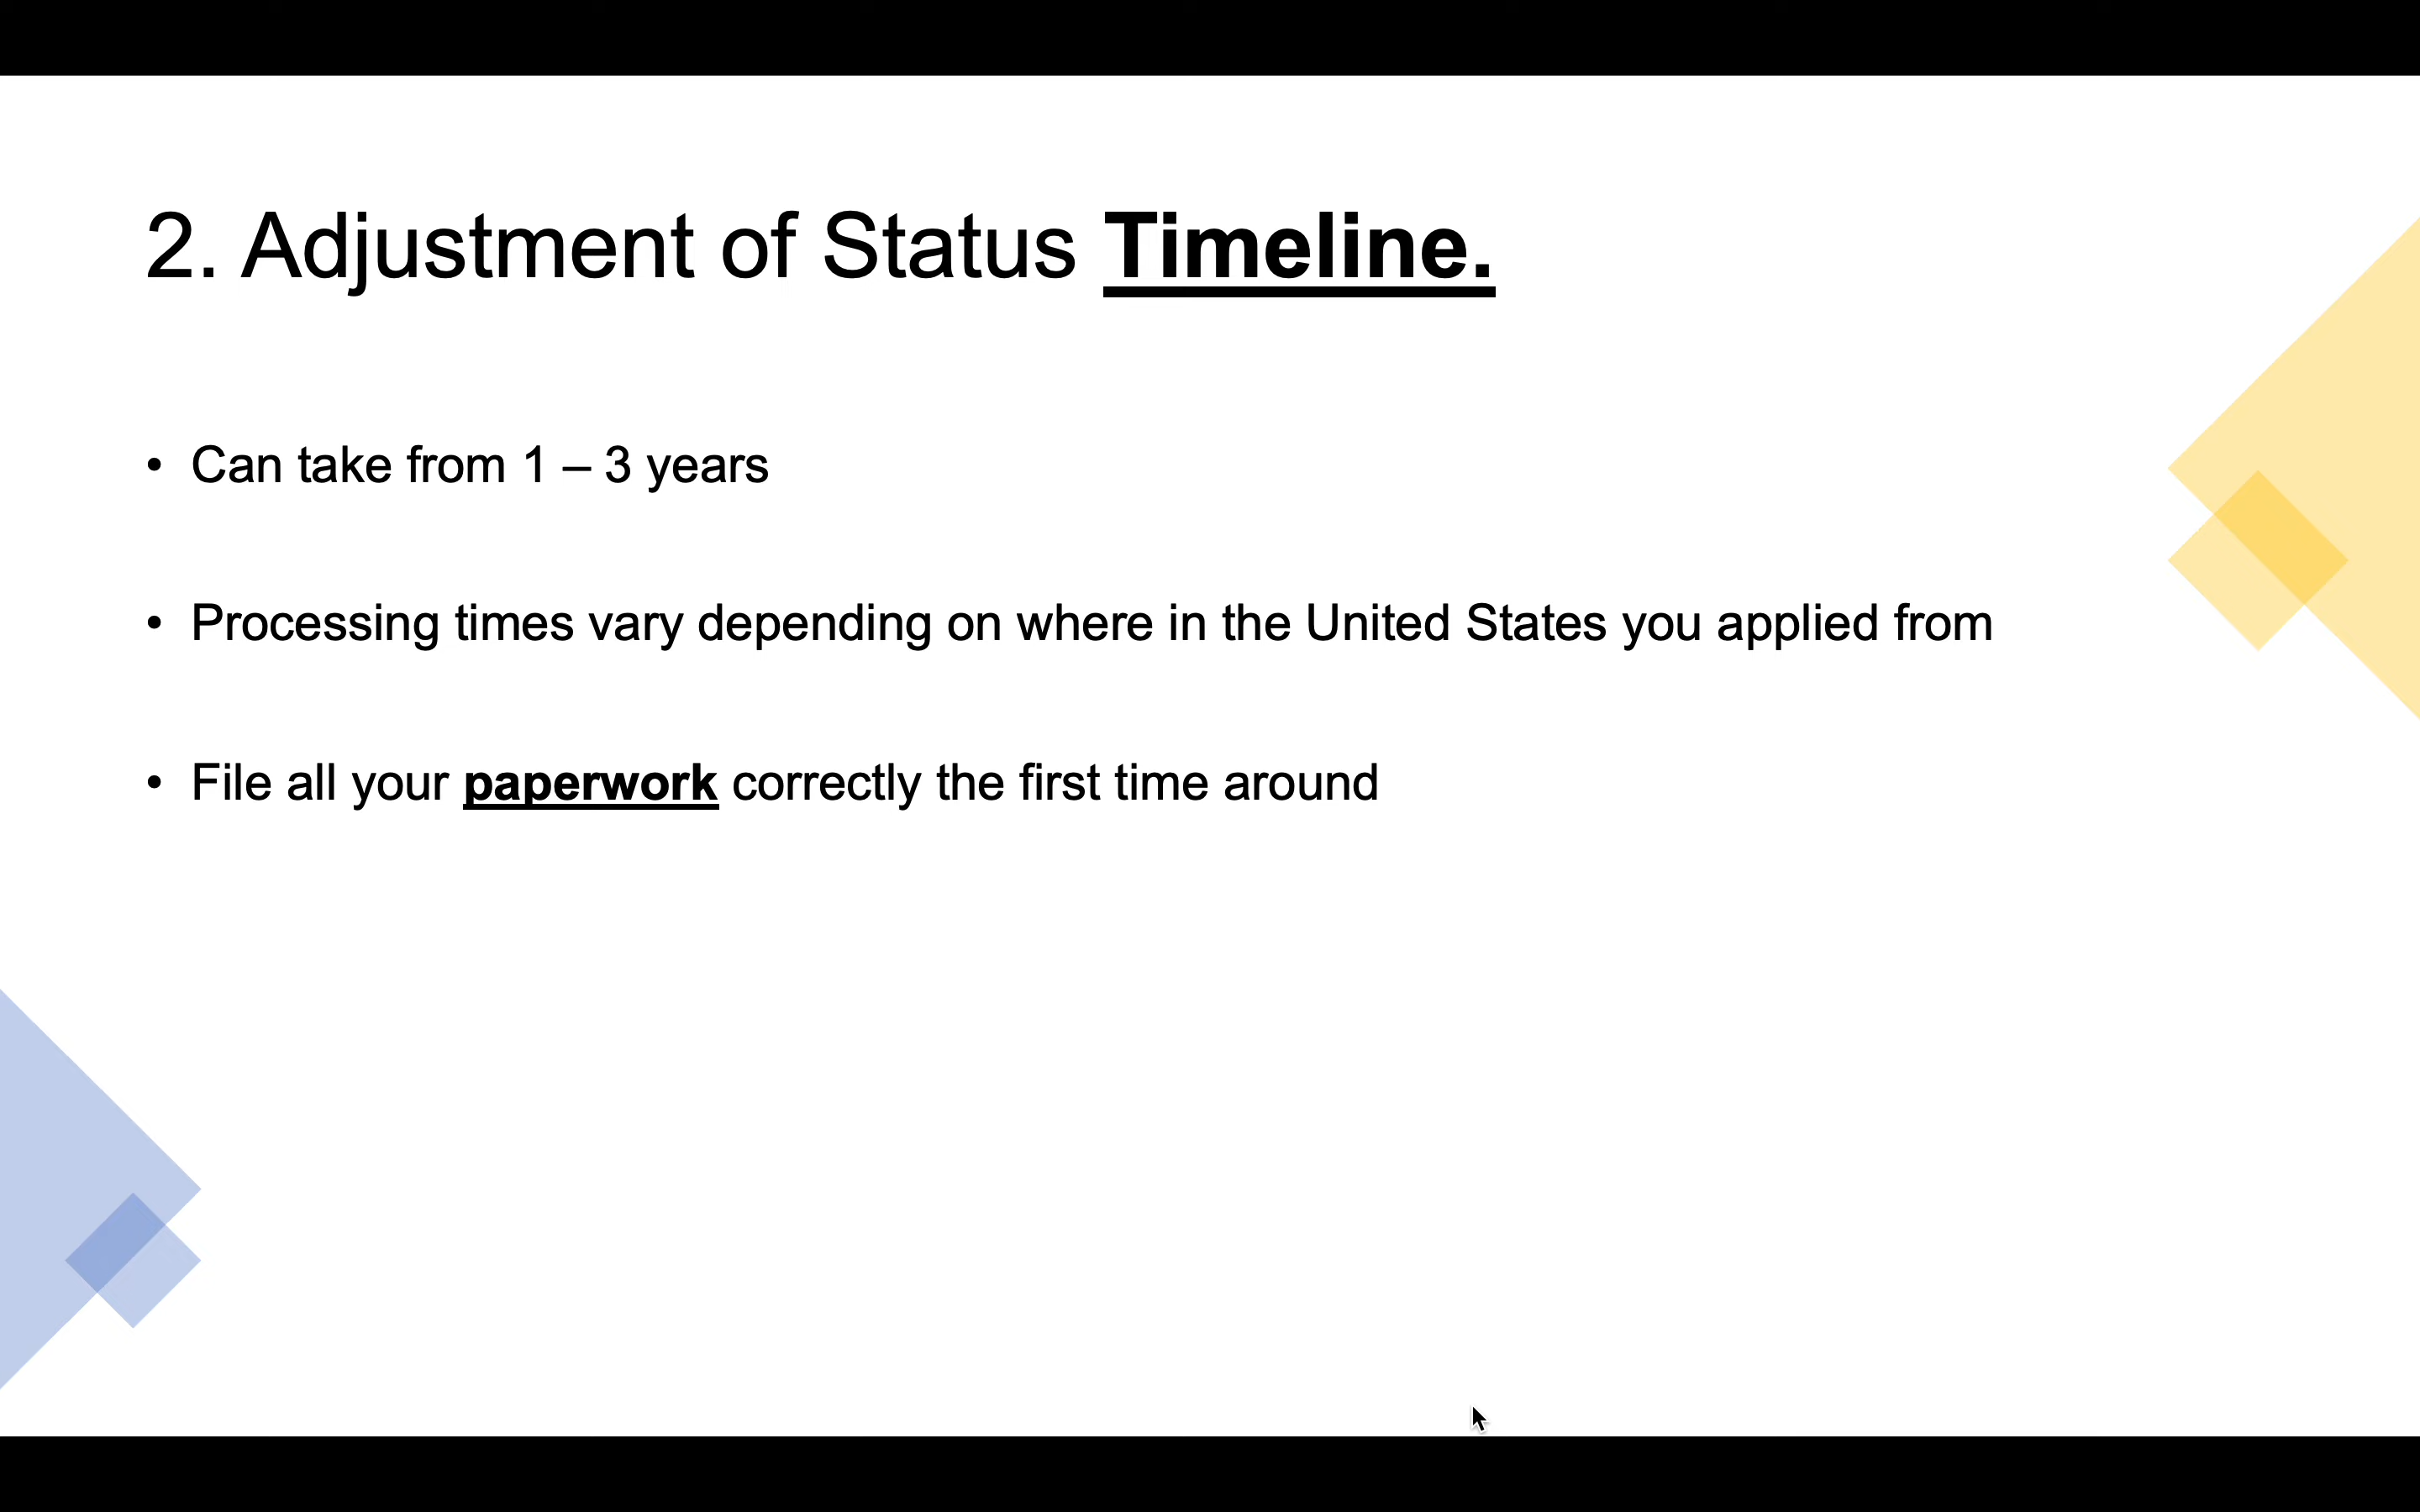 2. Adjustment of Status Timeline.
• Can take from 1 – 3 years
• Processing times vary depending on where in the United States you applied from
• File all your paperwork correctly the first time around